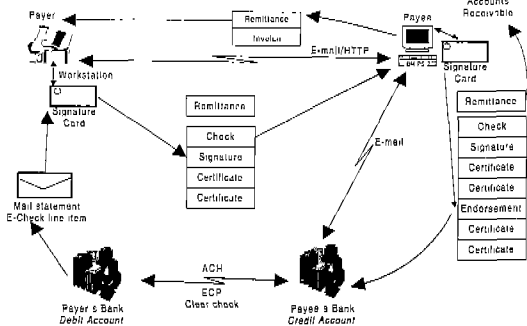 Accounts
Receivable
Payer
Remittance
Invoice
Payee
E-mail/HTTP
Workstation
Signature
Card
Signature
Card
Remittance
Check
Signature
Certificate
Certificate
E-mail
Remittance
Check
Signature
Certificate
Certificate
Endorsement
Certificate
Certificate
Mail statement
E-Check line item
ACH
ECP
Clear check
Payer s Bank
Debit Account
Payee s Bank
Credit Account